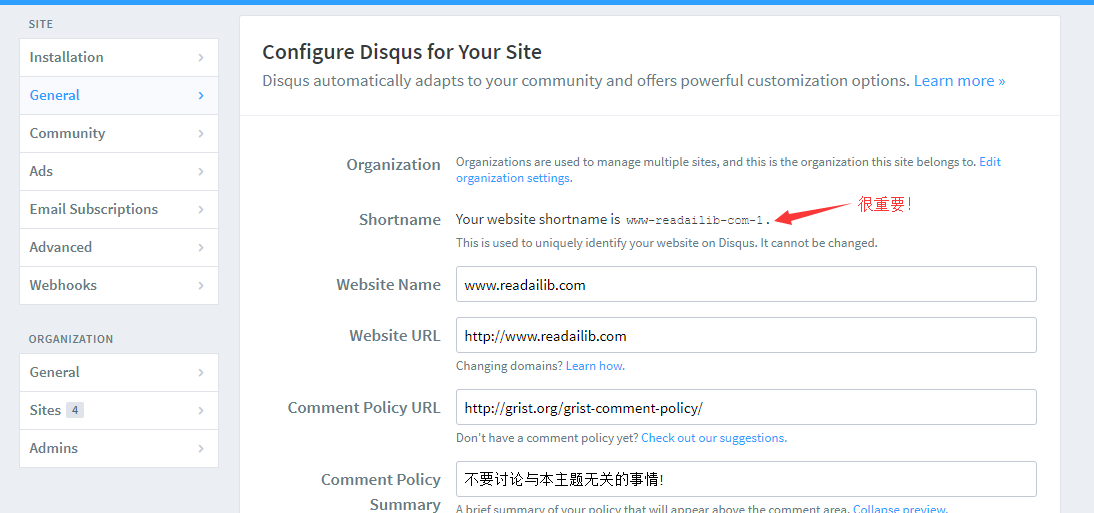 SITE
Installation
General
Community
Ads
Email Subscriptions
Advanced
Webhooks
ORGANIZATION
General
Sites 4
Admins
Configure Disqus for Your Site
Disqus automatically adapts to your community and offers powerful customization options. Learn more »
Organization
Organizations are used to manage multiple sites, and this is the organization this site belongs to. Edit
organization settings.
Shortname
Your website shortname is www-readailib-com-1.
很重要!
This is used to uniquely identify your website on Disqus. It cannot be changed.
Website Name
www.readailib.com
Website URL
http://www.readailib.com
Changing domains? Learn how.
Comment Policy URL
http://grist.org/grist-comment-policy/
Don't have a comment policy yet? Check out our suggestions.
Comment Policy
Summary
不要讨论与本主题无关的事情!
A brief summary of your policy that will appear above the comment area. Collapse preview.